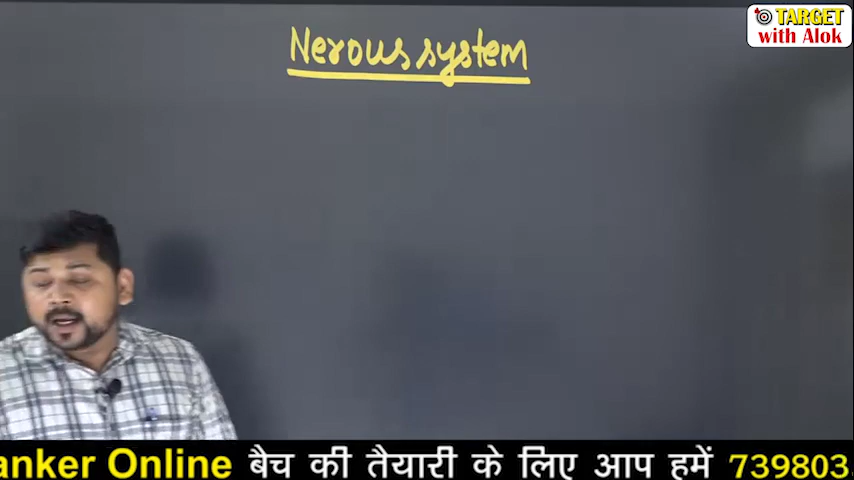 TARGET
with Alok
Nerous system
anker Online बैच की तैयारी के लिए आप हमें 739803